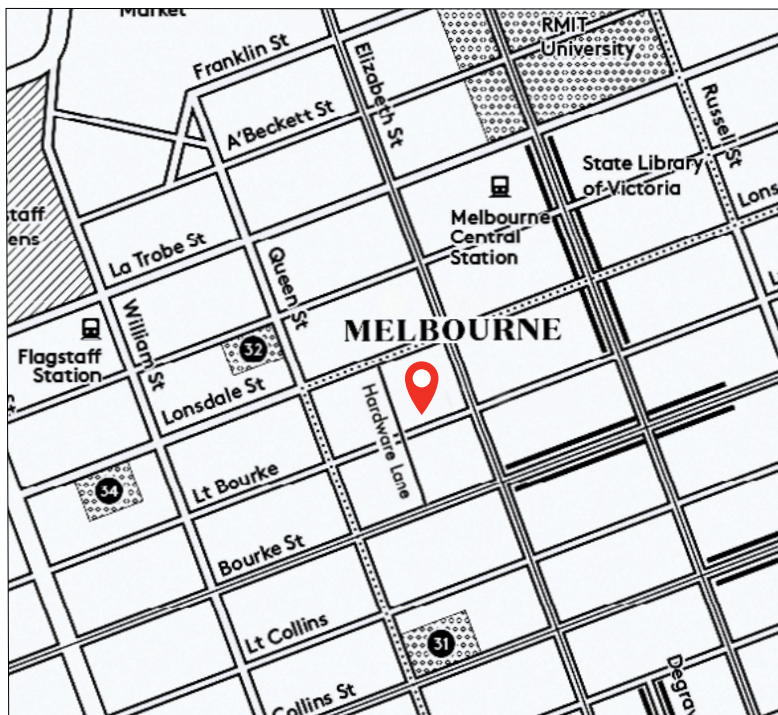 Market
Franklin St
Elizabeth St
RMIT
University
A'Beckett St
Russell St
State Library
of Victoria
Melbourne
Central
Station
La Trobe St
Queen St
MELBOURNE
William St
32
Flagstaff
Station
Lonsdale St
Hardware Lane
34
Lt Bourke
Bourke St
Lt Collins
31
Collins St